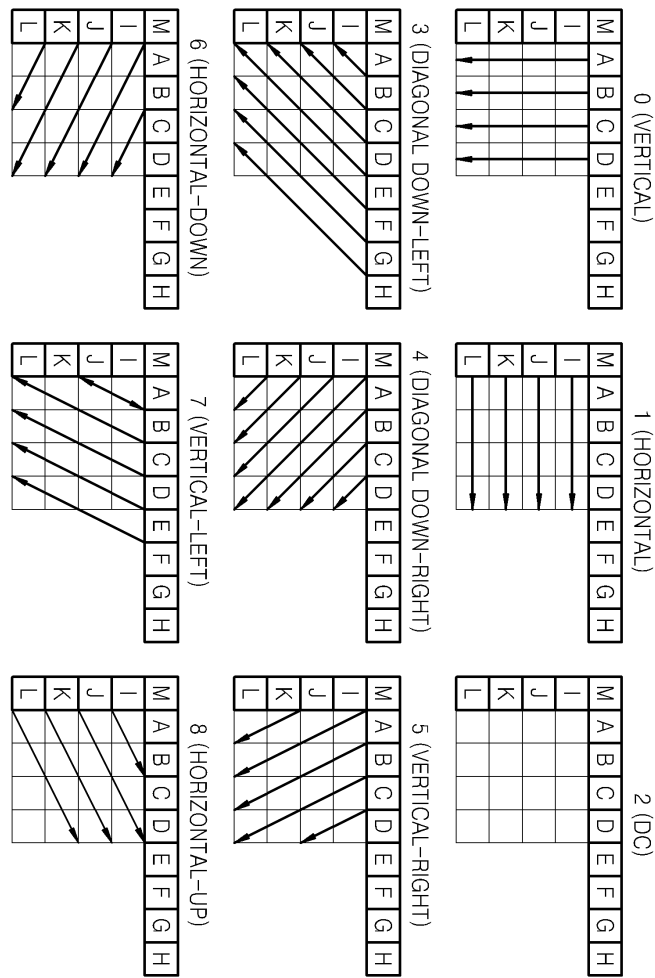 0 (VERTICAL)
M A B C D E F G H
I
J
K
L
1 (HORIZONTAL)
M A B C D E F G H
I
J
K
L
2 (DC)
M A B C D E F G H
I
J
K
L
3 (DIAGONAL DOWN-LEFT)
M A B C D E F G H
I
J
K
L
4 (DIAGONAL DOWN-RIGHT)
M A B C D E F G H
I
J
K
L
5 (VERTICAL-RIGHT)
M A B C D E F G H
I
J
K
L
6 (HORIZONTAL-DOWN)
M A B C D E F G H
I
J
K
L
7 (VERTICAL-LEFT)
M A B C D E F G H
I
J
K
L
8 (HORIZONTAL-UP)
M A B C D E F G H
I
J
K
L